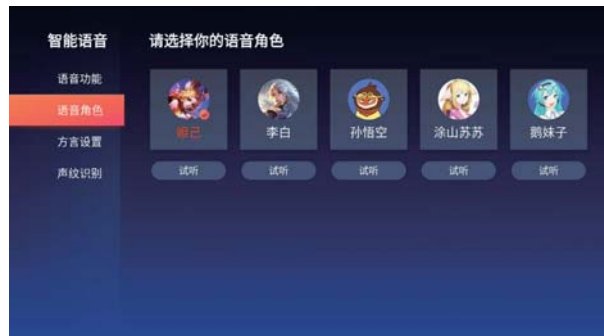 智能语音
语音功能
语音角色
方言设置
声纹识别
请选择你的语音角色
妲己
李白
孙悟空
涂山苏苏
鹅妹子
试听
试听
试听
试听
试听